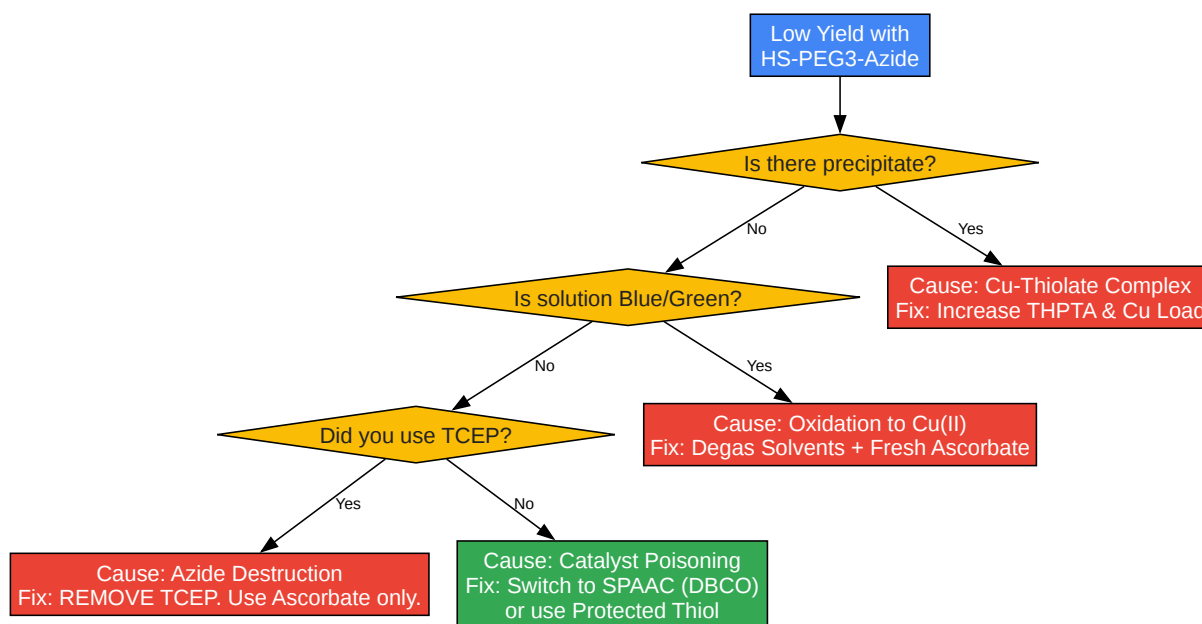 Low Yield with
HS-PEG3-Azide
Is there precipitate?
No
Yes
Is solution Blue/Green?
Cause: Cu-Thiolate Complex
Fix: Increase THPTA & Cu Load
No
Yes
Did you use TCEP?
Cause: Oxidation to Cu(II)
Fix: Degas Solvents + Fresh Ascorbate
Yes
No
Cause: Azide Destruction
Fix: REMOVE TCEP. Use Ascorbate only.
Cause: Catalyst Poisoning
Fix: Switch to SPAAC (DBCO)
or use Protected Thiol